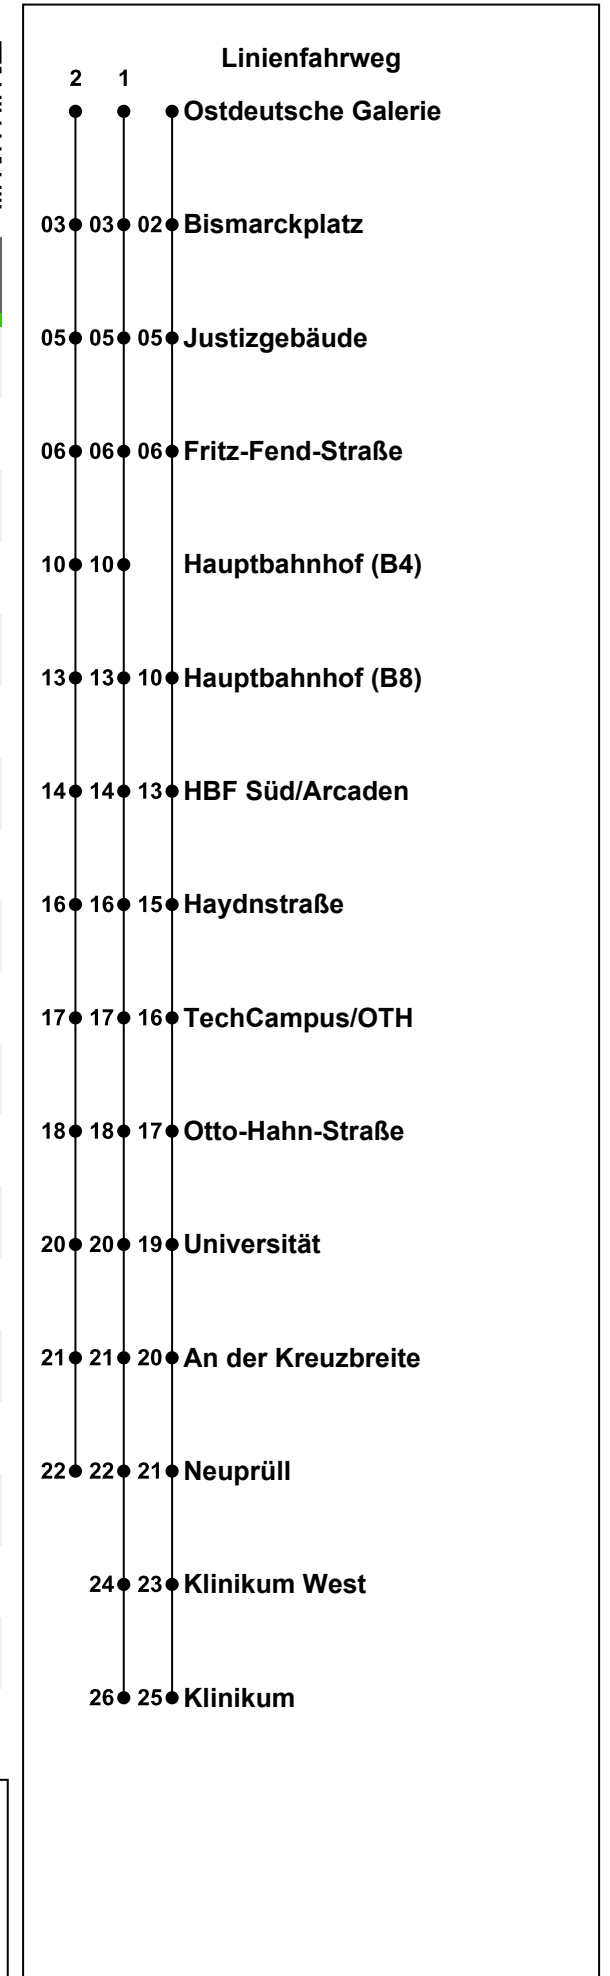 Linienfahrweg
2 1
Ostdeutsche Galerie
03 03 02 Bismarckplatz
05 05 05 Justizgebäude
06 06 06 Fritz-Fend-Straße
10 10 Hauptbahnhof (B4)
13 13 10 Hauptbahnhof (B8)
14 14 13 HBF Süd/Arcaden
16 16 15 Haydnstraße
17 17 16 TechCampus/OTH
18 18 17 Otto-Hahn-Straße
20 20 19 Universität
21 21 20 An der Kreuzbreite
22 22 21 Neuprüll
24 23 Klinikum West
26 25 Klinikum